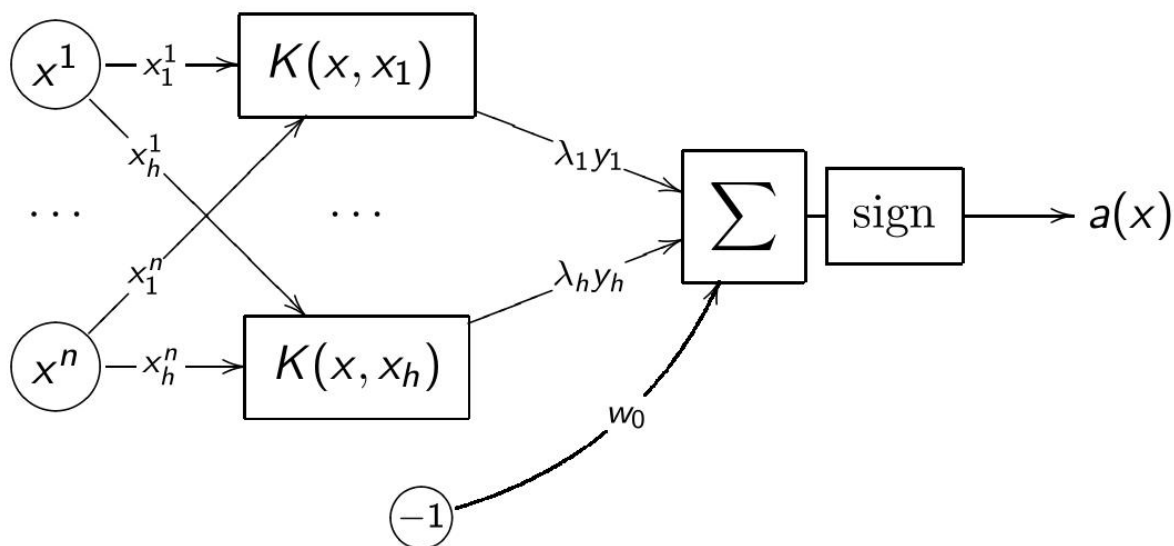 x^1
x_1^1
K(x, x_1)
x_h^1
λ_1 y_1
. . .
. . .
∑
sign
a(x)
x_1^n
λ_h y_h
x^n
x_h^n
K(x, x_h)
w_0
−1